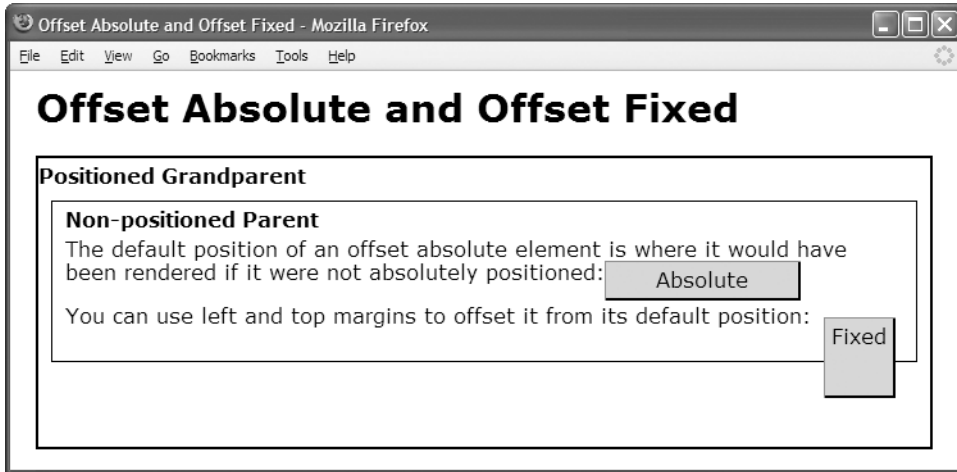 Offset Absolute and Offset Fixed - Mozilla Firefox
File Edit View Go Bookmarks Tools Help
Offset Absolute and Offset Fixed
Positioned Grandparent
Non-positioned Parent
The default position of an offset absolute element is where it would have
been rendered if it were not absolutely positioned: Absolute
You can use left and top margins to offset it from its default position:
Fixed